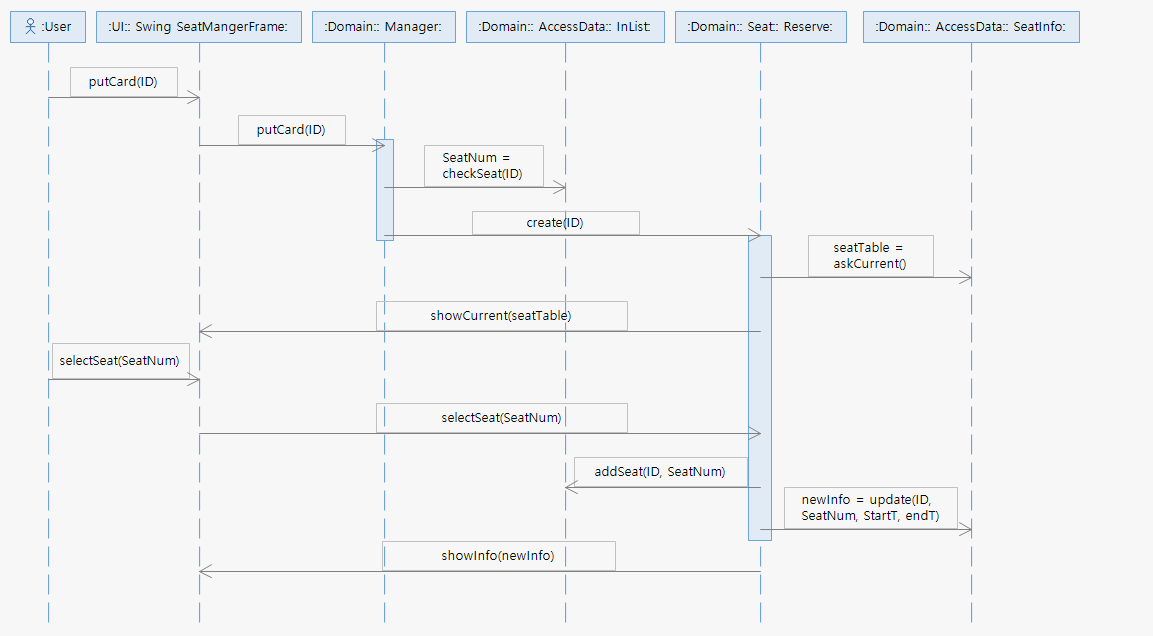 :User
:UI:: Swing SeatMangerFrame:
:Domain:: Manager:
:Domain:: AccessData:: InList:
:Domain:: Seat:: Reserve:
:Domain:: AccessData:: SeatInfo:
putCard(ID)
putCard(ID)
SeatNum =
checkSeat(ID)
create(ID)
seatTable =
askCurrent()
showCurrent(seatTable)
selectSeat(SeatNum)
selectSeat(SeatNum)
addSeat(ID, SeatNum)
newInfo = update(ID,
SeatNum, StartT, endT)
showInfo(newInfo)